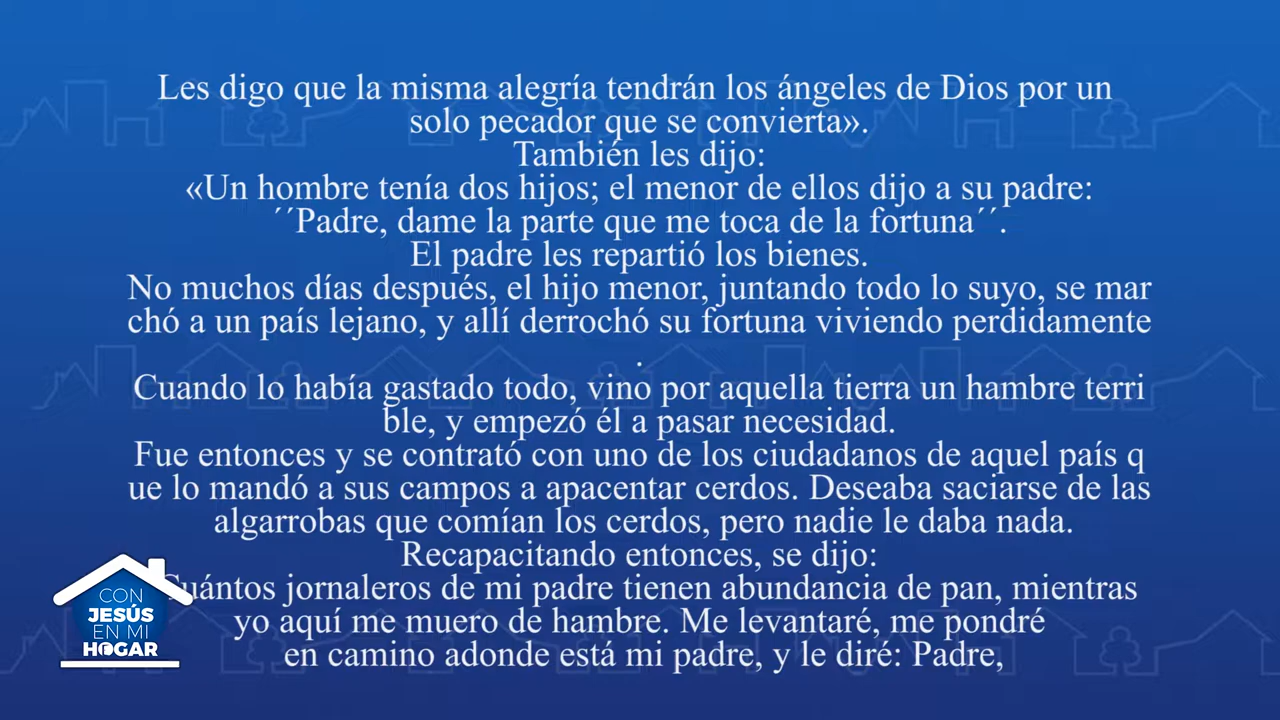 Les digo que la misma alegría tendrán los ángeles de Dios por un
solo pecador que se convierta».
También les dijo:
«Un hombre tenía dos hijos; el menor de ellos dijo a su padre:
´´Padre, dame la parte que me toca de la fortuna´´.
El padre les repartió los bienes.
No muchos días después, el hijo menor, juntando todo lo suyo, se mar
chó a un país lejano, y allí derrochó su fortuna viviendo perdidamente
.
Cuando lo había gastado todo, vino por aquella tierra un hambre terri
ble, y empezó él a pasar necesidad.
Fue entonces y se contrató con uno de los ciudadanos de aquel país q
ue lo mandó a sus campos a apacentar cerdos. Deseaba saciarse de las
algarrobas que comían los cerdos, pero nadie le daba nada.
Recapacitando entonces, se dijo:
uántos jornaleros de mi padre tienen abundancia de pan, mientras
yo aquí me muero de hambre. Me levantaré, me pondré
en camino adonde está mi padre, y le diré: Padre,
CON
JESÚS
EN MI
HOGAR